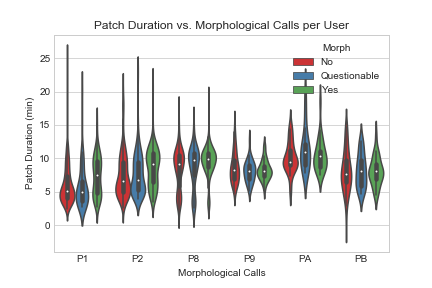 Patch Duration vs. Morphological Calls per User
Morph
No
Questionable
Yes
Patch Duration (min)
25
20
15
10
5
0
P1 P2 P8 P9 PA PB
Morphological Calls